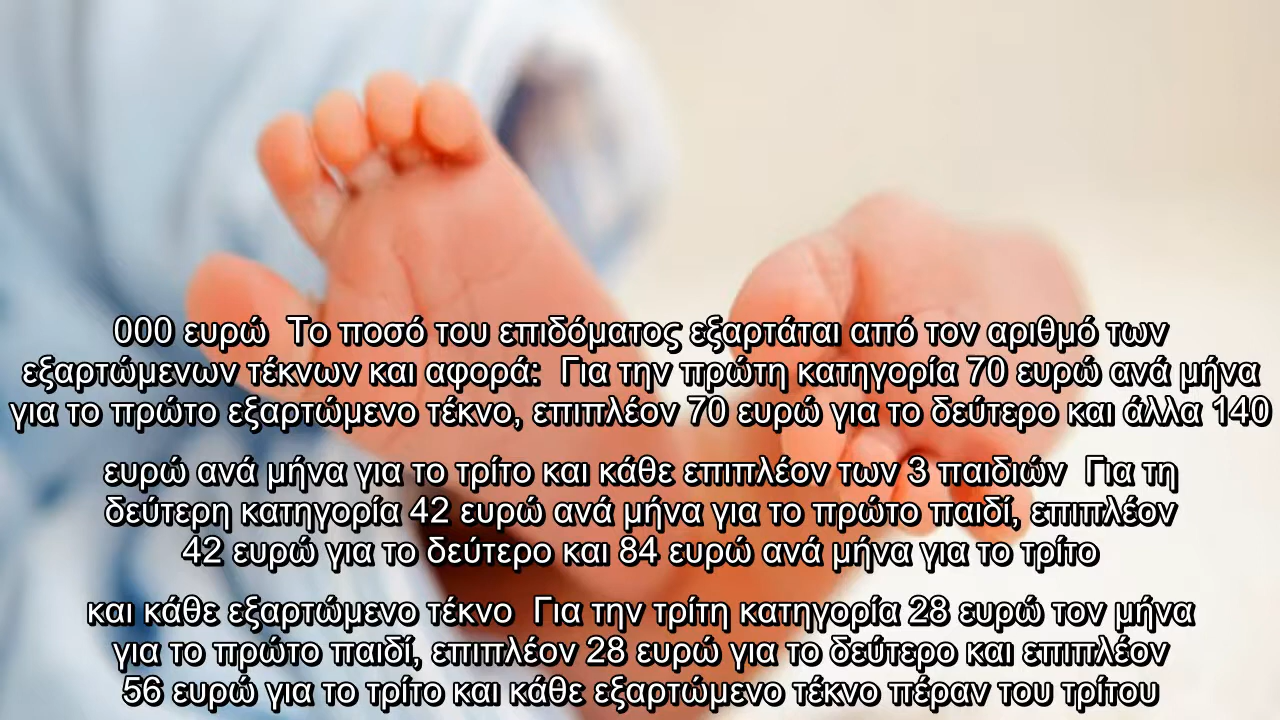 000 ευρώ  Το ποσό του επιδόματος εξαρτάται από τον αριθμό των
εξαρτώμενων τέκνων και αφορά:  Για την πρώτη κατηγορία 70 ευρώ ανά μήνα
για το πρώτο εξαρτώμενο τέκνο, επιπλέον 70 ευρώ για το δεύτερο και άλλα 140
ευρώ ανά μήνα για το τρίτο και κάθε επιπλέον των 3 παιδιών  Για τη
δεύτερη κατηγορία 42 ευρώ ανά μήνα για το πρώτο παιδί, επιπλέον
42 ευρώ για το δεύτερο και 84 ευρώ ανά μήνα για το τρίτο
και κάθε εξαρτώμενο τέκνο  Για την τρίτη κατηγορία 28 ευρώ τον μήνα
για το πρώτο παιδί, επιπλέον 28 ευρώ για το δεύτερο και επιπλέον
56 ευρώ για το τρίτο και κάθε εξαρτώμενο τέκνο πέραν του τρίτου